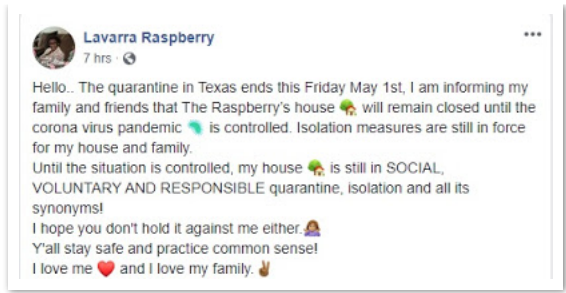 Lavarra Raspberry
7 hrs ·
Hello.. The quarantine in Texas ends this Friday May 1st, I am informing my
family and friends that The Raspberry's house 🏡 will remain closed until the
corona virus pandemic 🦠 is controlled. Isolation measures are still in force
for my house and family.
Until the situation is controlled, my house 🏡 is still in SOCIAL,
VOLUNTARY AND RESPONSIBLE quarantine, isolation and all its
synonyms!
I hope you don't hold it against me either.🤷🏽‍♀️
Y'all stay safe and practice common sense!
I love me ❤️ and I love my family. ✌🏾